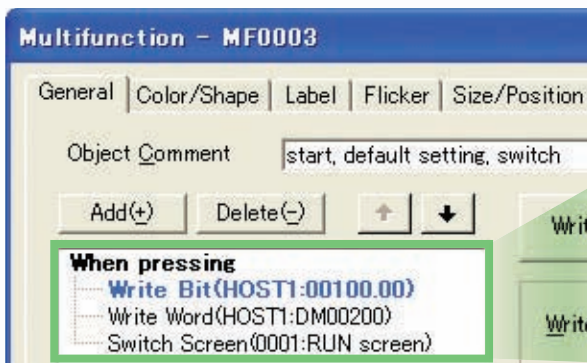 Multifunction - MF0003
General Color/Shape Label Flicker Size/Position
Object Comment start, default setting, switch
Add(+) Delete(-)
When pressing
Write Bit(HOST1:00100.00)
Write Word(HOST1:DM00200)
Switch Screen(0001:RUN screen)